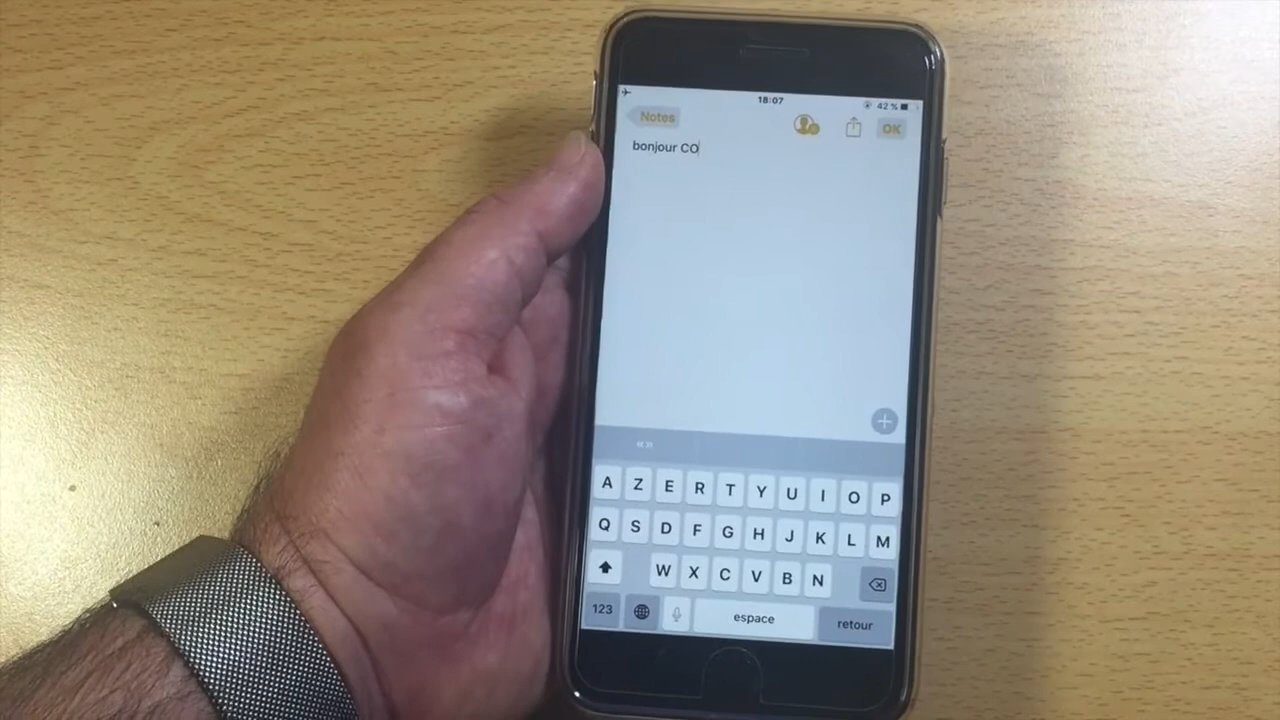 18:07
42 %
Notes
OK
bonjour CO
«»
A Z E R T Y U I O P
Q S D F G H J K L M
W X C V B N
123
espace
retour